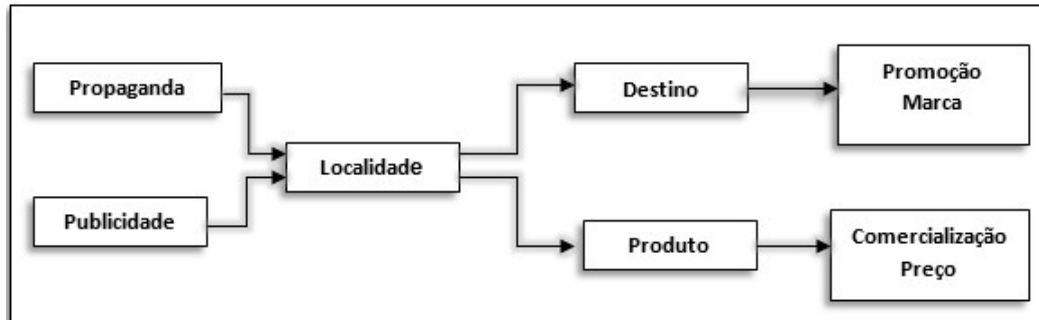 Propaganda
Publicidade
Localidade
Destino
Produto
Promoção
Marca
Comercialização
Preço